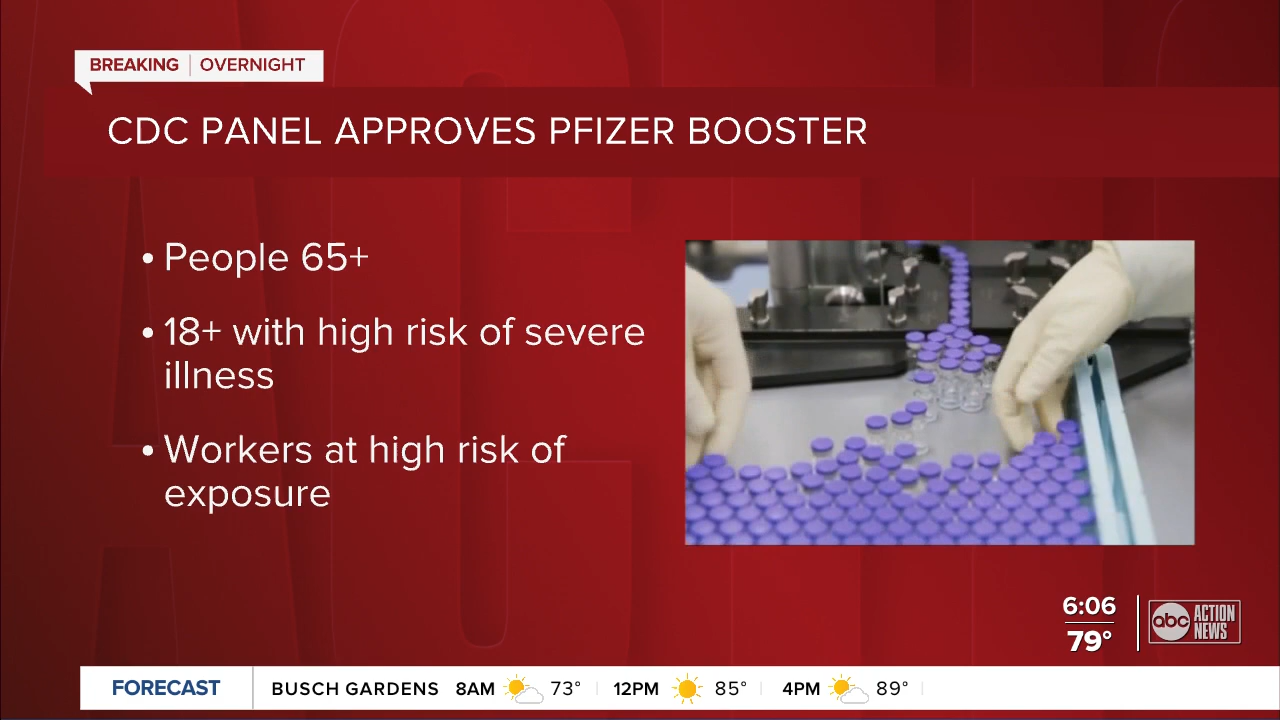 BREAKING | OVERNIGHT
CDC PANEL APPROVES PFIZER BOOSTER
• People 65+
• 18+ with high risk of severe
illness
• Workers at high risk of
exposure
6:06
79°
abc ACTION
NEWS
FORECAST BUSCH GARDENS 8AM 73° 12PM 85° 4PM 89°